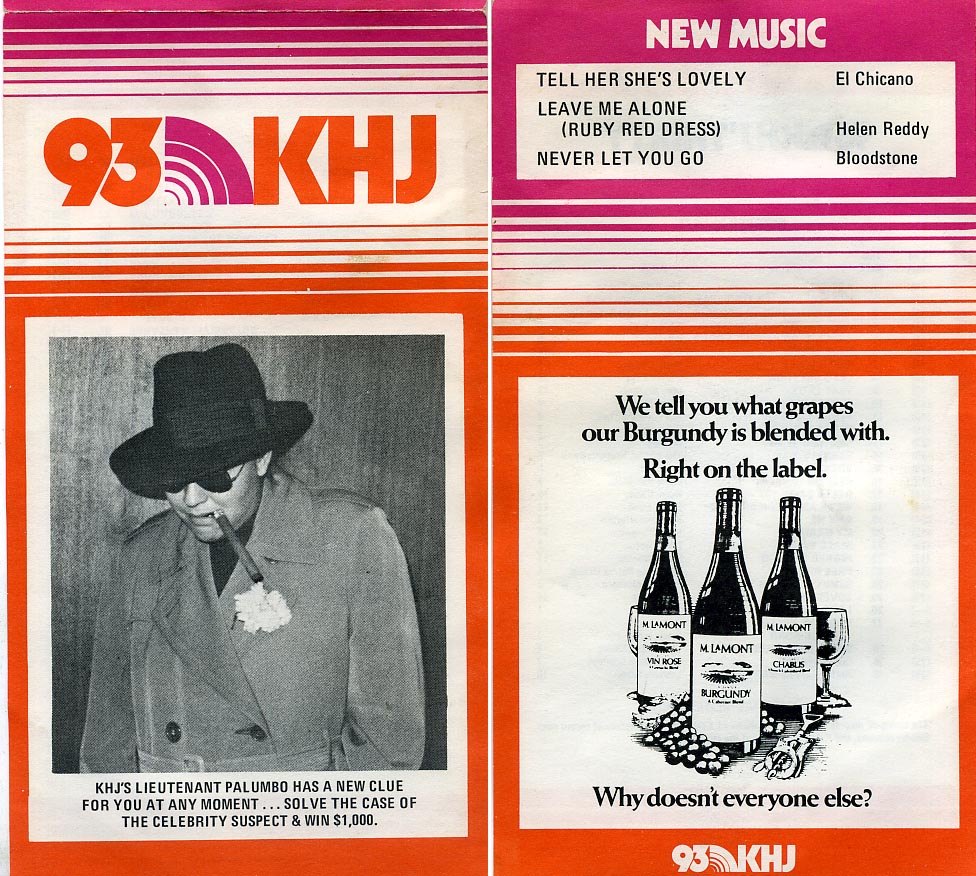 93 KHJ
KHJ'S LIEUTENANT PALUMBO HAS A NEW CLUE
FOR YOU AT ANY MOMENT . . . SOLVE THE CASE OF
THE CELEBRITY SUSPECT & WIN $1,000.
NEW MUSIC
TELL HER SHE'S LOVELY El Chicano
LEAVE ME ALONE
(RUBY RED DRESS) Helen Reddy
NEVER LET YOU GO Bloodstone
We tell you what grapes
our Burgundy is blended with.
Right on the label.
M. LAMONT
VIN ROSE
M. LAMONT
BURGUNDY
A Cabernet Blend
M. LAMONT
CHABLIS
Why doesn't everyone else?
93 KHJ